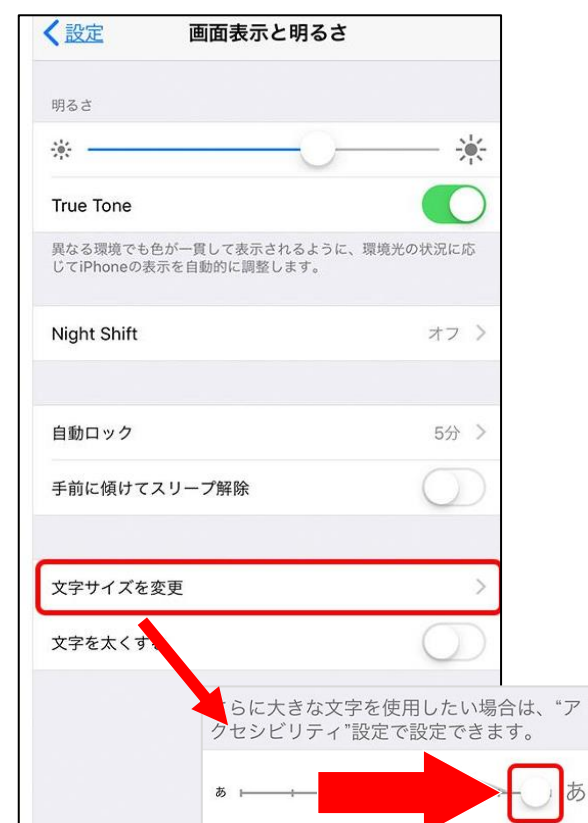 設定 画面表示と明るさ
明るさ
True Tone
異なる環境でも色が一貫して表示されるように、環境光の状況に応
じてiPhoneの表示を自動的に調整します。
Night Shift オフ
自動ロック 5分
手前に傾けてスリープ解除
文字サイズを変更
文字を太くする
さらに大きな文字を使用したい場合は、“ア
クセシビリティ”設定で設定できます。
あ あ